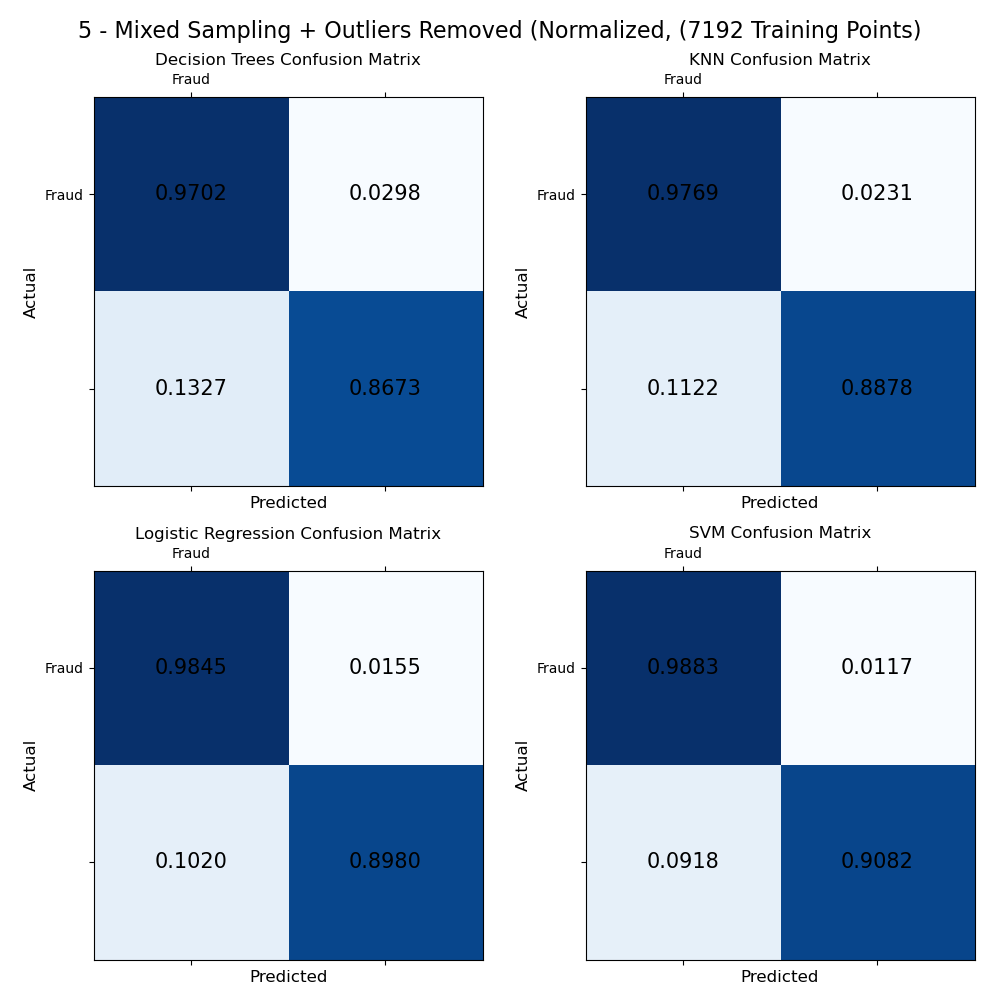 5 - Mixed Sampling + Outliers Removed (Normalized, (7192 Training Points)
Decision Trees Confusion Matrix
Fraud
Fraud
0.9702 0.0298
Actual
0.1327 0.8673
Predicted
KNN Confusion Matrix
Fraud
Fraud
0.9769 0.0231
Actual
0.1122 0.8878
Predicted
Logistic Regression Confusion Matrix
Fraud
Fraud
0.9845 0.0155
Actual
0.1020 0.8980
Predicted
SVM Confusion Matrix
Fraud
Fraud
0.9883 0.0117
Actual
0.0918 0.9082
Predicted